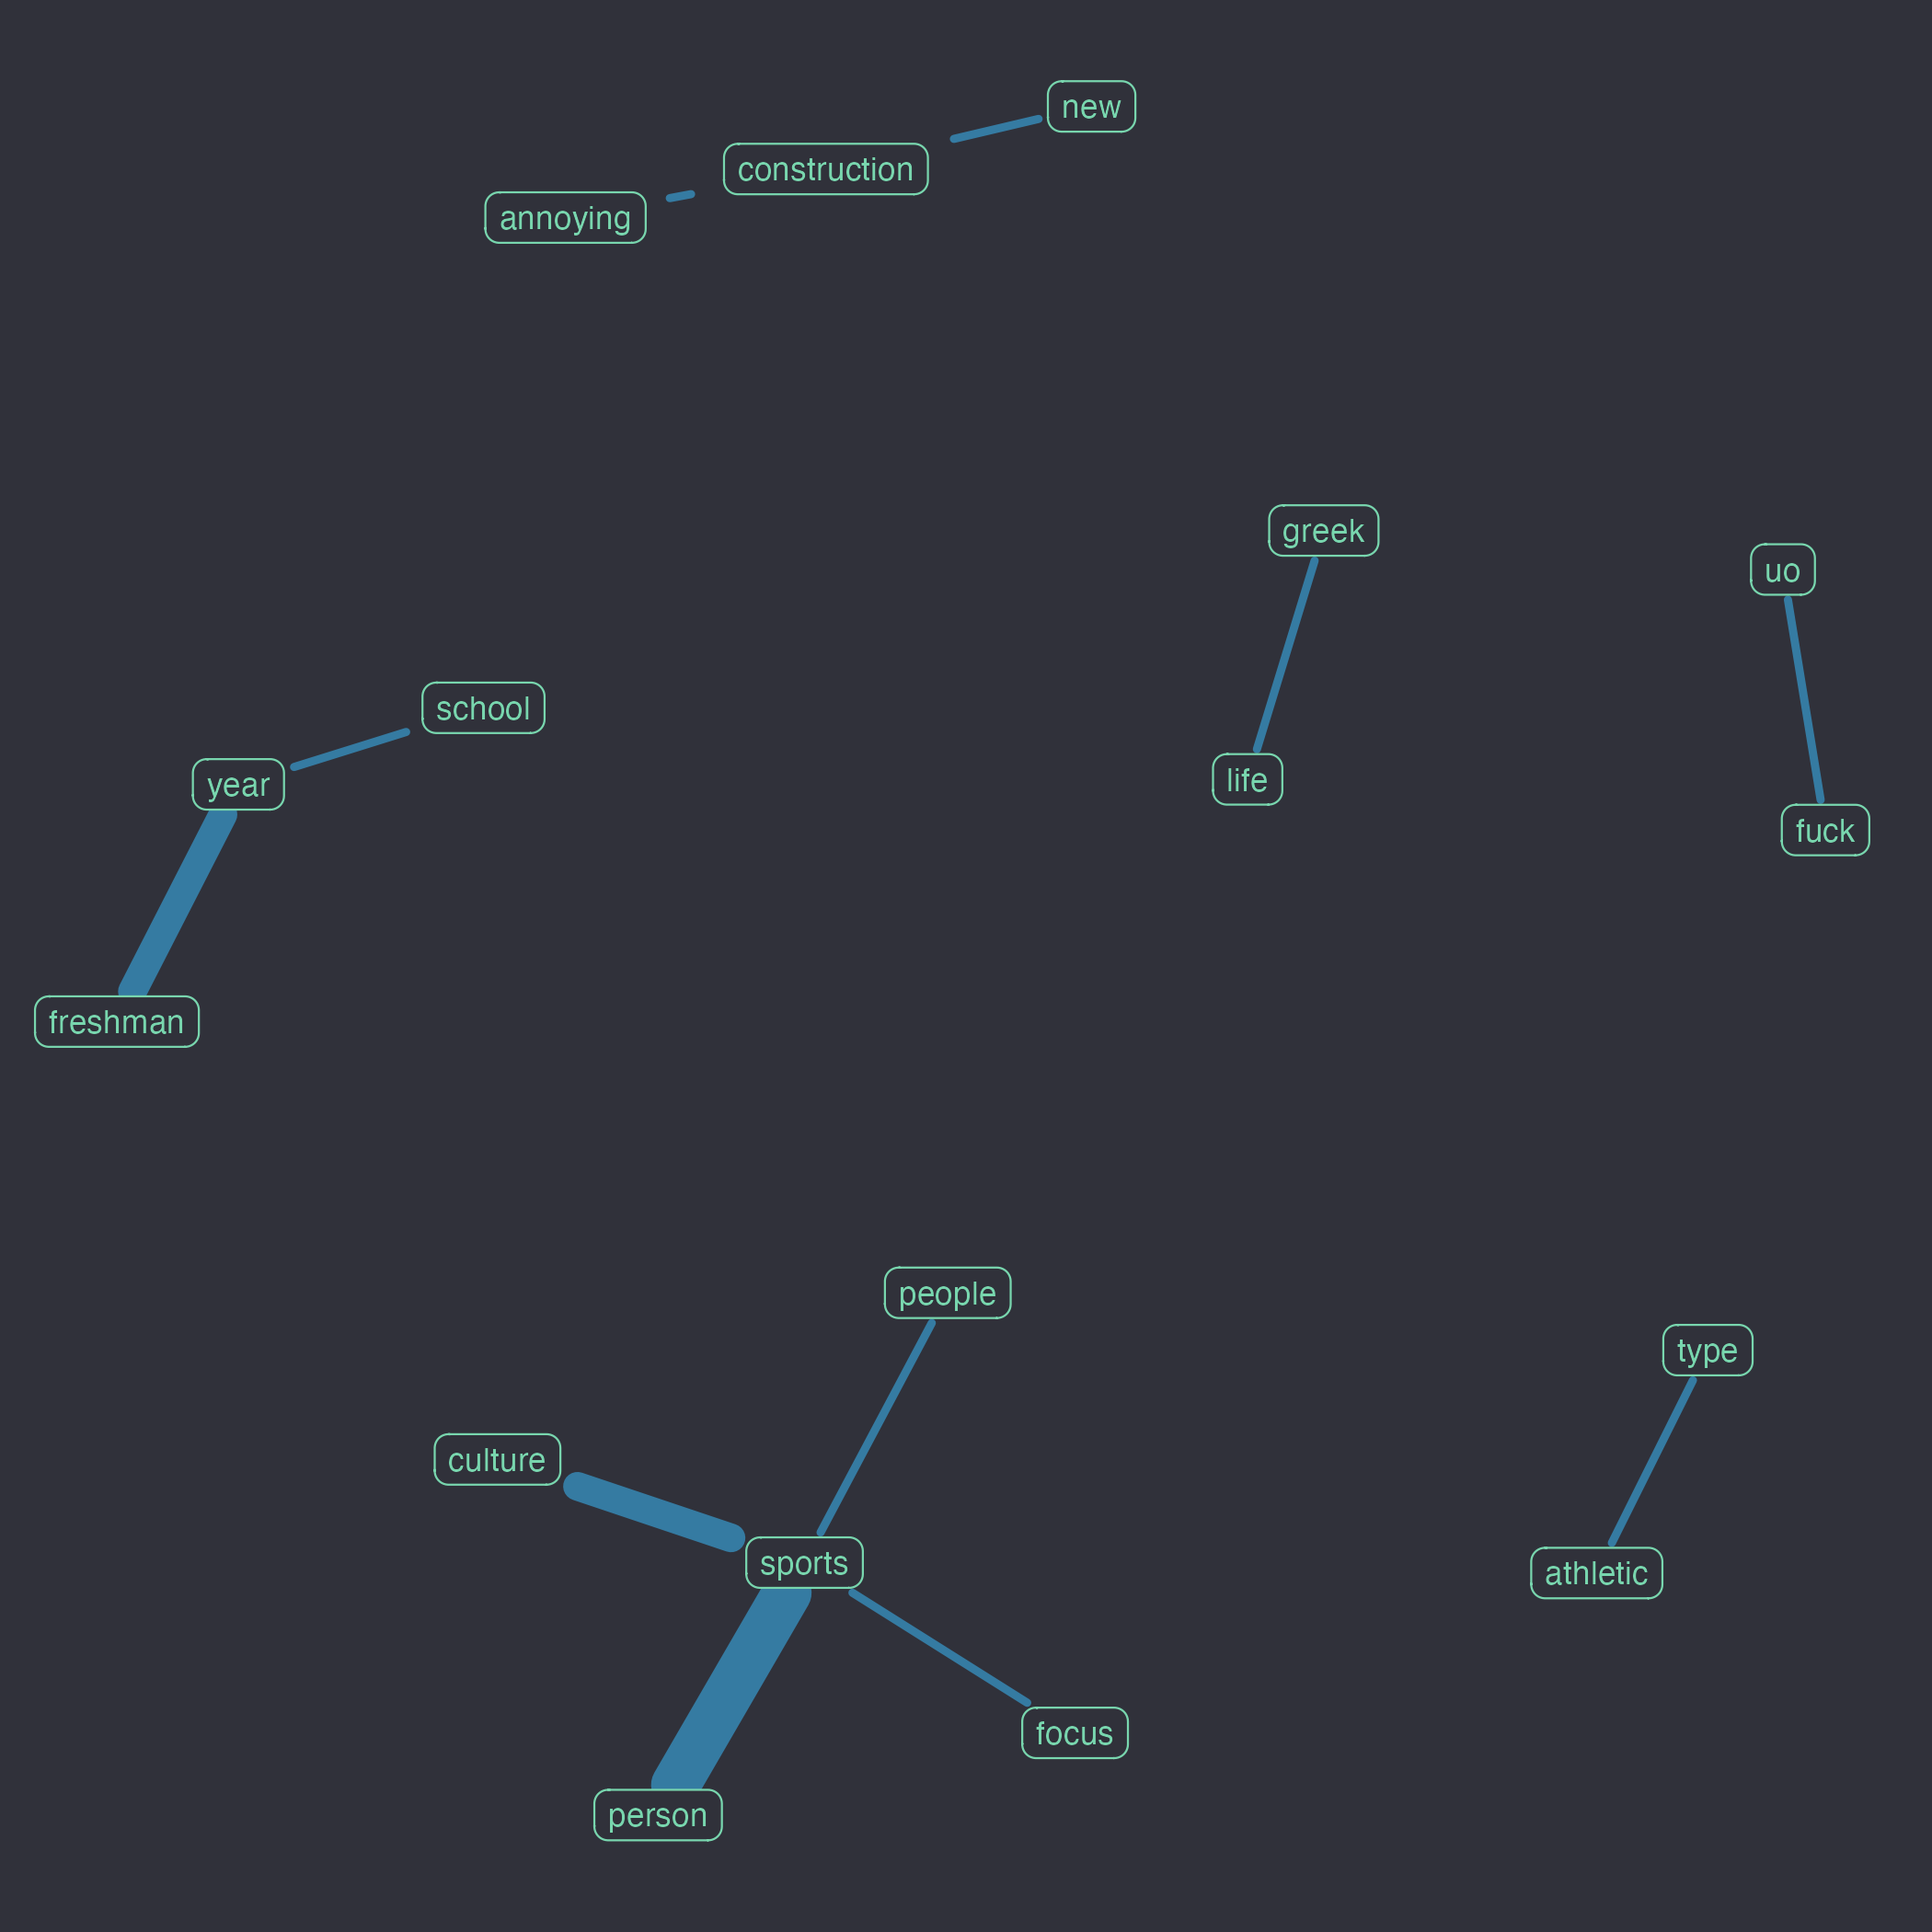 new
construction
annoying
greek
uo
school
year
life
fuck
freshman
people
type
culture
sports
athletic
focus
person